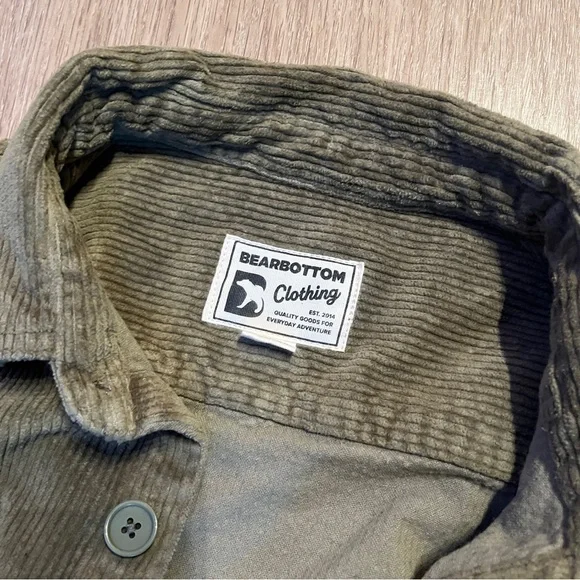 BEARBOTTOM
Clothing
EST. 2014
QUALITY GOODS FOR
EVERYDAY ADVENTURE